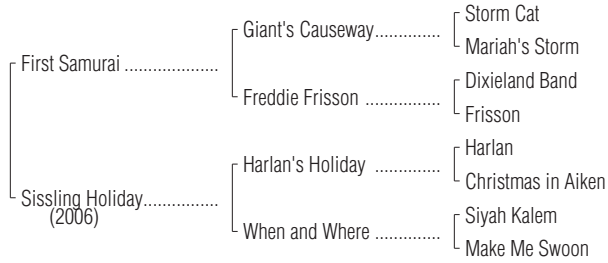 Storm Cat
Giant's Causeway..............
Mariah's Storm
First Samurai ....................
Dixieland Band
Freddie Frisson ................
Frisson
Harlan
Harlan's Holiday ..............
Christmas in Aiken
Sissling Holiday................
(2006)
Siyah Kalem
When and Where ..............
Make Me Swoon